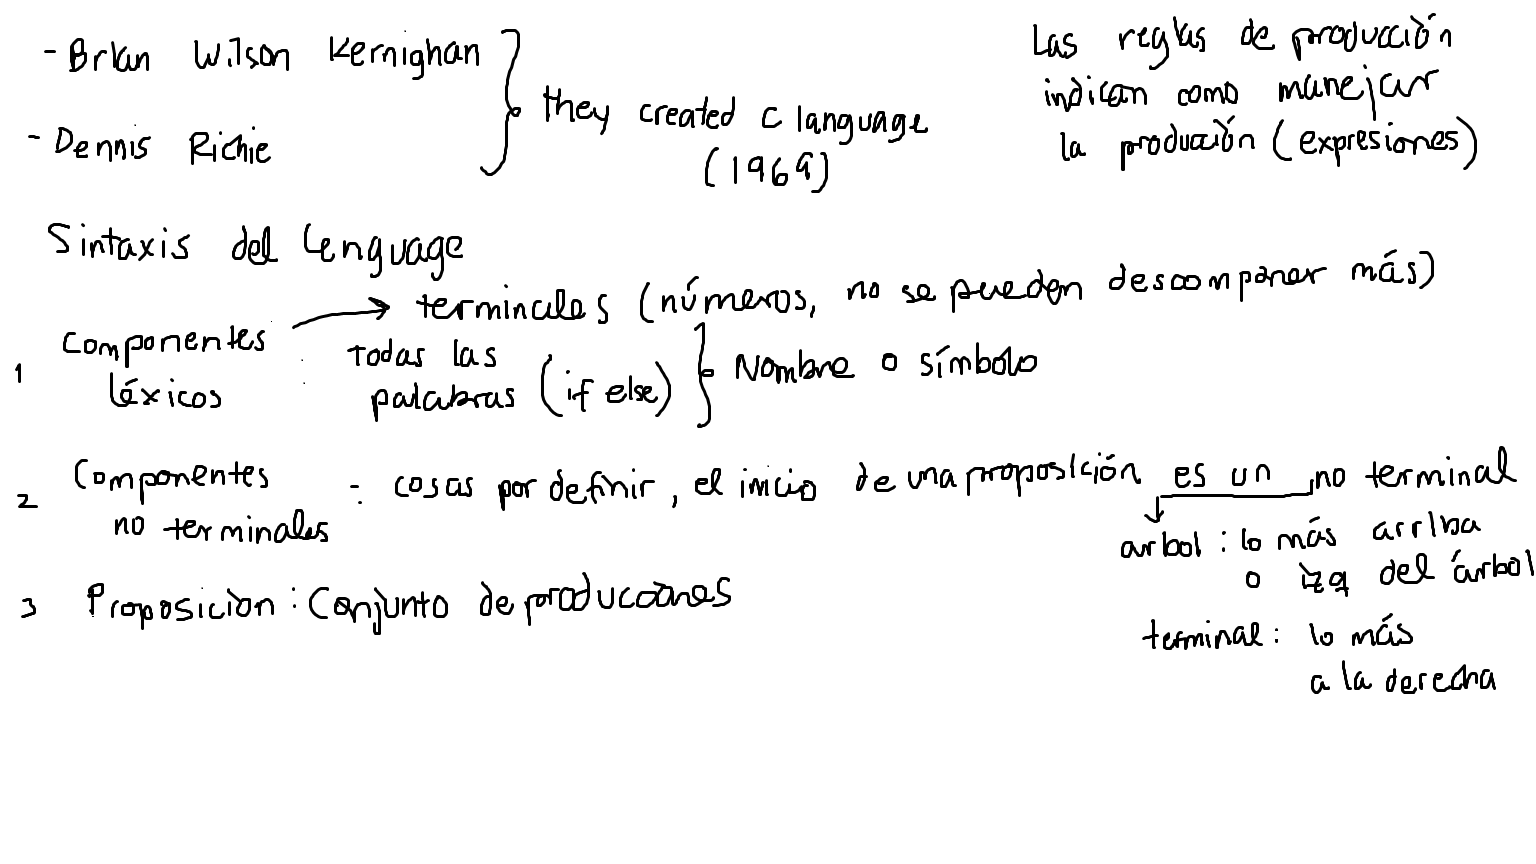 - Brian Wilson Kernighan
- Dennis Richie
they created c language
(1969)
Las reglas de producción
indican como manejar
la producción (expresiones)
Sintaxis del lenguage
1 componentes
léxicos
→ terminales (números, no se pueden descomponer más)
: todas las
palabras (if else)
Nombre o símbolo
2 Componentes
no terminales
: cosas por definir, el inicio de una proposición es un no terminal
arbol : lo más arriba
o izq del árbol
terminal : lo más
a la derecha
3 Proposición : Conjunto de producciones